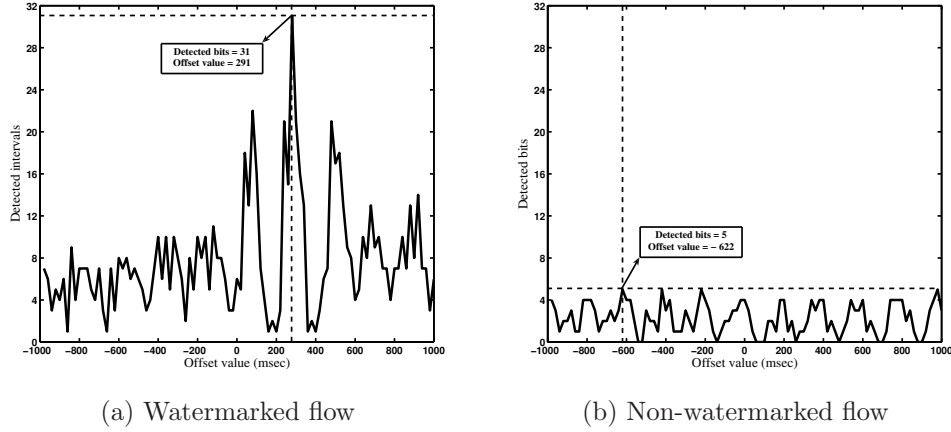 32
28
24
20
16
12
8
4
0
Detected intervals
Detected bits = 31
Offset value = 291
−1000 −800 −600 −400 −200 0 200 400 600 800 1000
Offset value (msec)
(a) Watermarked flow
32
28
24
20
16
12
8
4
0
Detected bits
Detected bits = 5
Offset value = − 622
−1000 −800 −600 −400 −200 0 200 400 600 800 1000
Offset value (msec)
(b) Non-watermarked flow